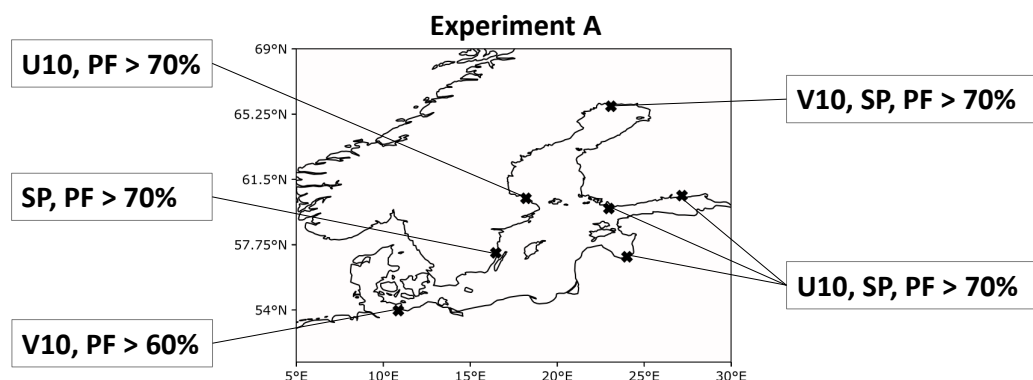 Experiment A
U10, PF > 70%
SP, PF > 70%
V10, PF > 60%
69°N
65.25°N
61.5°N
57.75°N
54°N
5°E 10°E 15°E 20°E 25°E 30°E
V10, SP, PF > 70%
U10, SP, PF > 70%